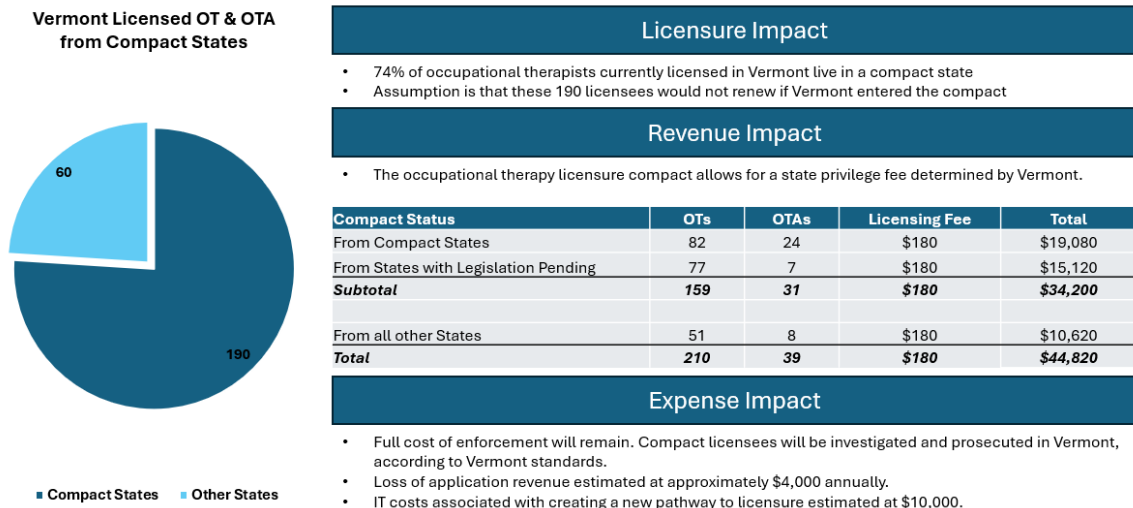 Vermont Licensed OT & OTA
from Compact States
60
190
■ Compact States ■ Other States
Licensure Impact
• 74% of occupational therapists currently licensed in Vermont live in a compact state
• Assumption is that these 190 licensees would not renew if Vermont entered the compact
Revenue Impact
• The occupational therapy licensure compact allows for a state privilege fee determined by Vermont.
Compact Status OTs OTAs Licensing Fee Total
From Compact States 82 24 $180 $19,080
From States with Legislation Pending 77 7 $180 $15,120
Subtotal 159 31 $180 $34,200
From all other States 51 8 $180 $10,620
Total 210 39 $180 $44,820
Expense Impact
• Full cost of enforcement will remain. Compact licensees will be investigated and prosecuted in Vermont,
according to Vermont standards.
• Loss of application revenue estimated at approximately $4,000 annually.
• IT costs associated with creating a new pathway to licensure estimated at $10,000.